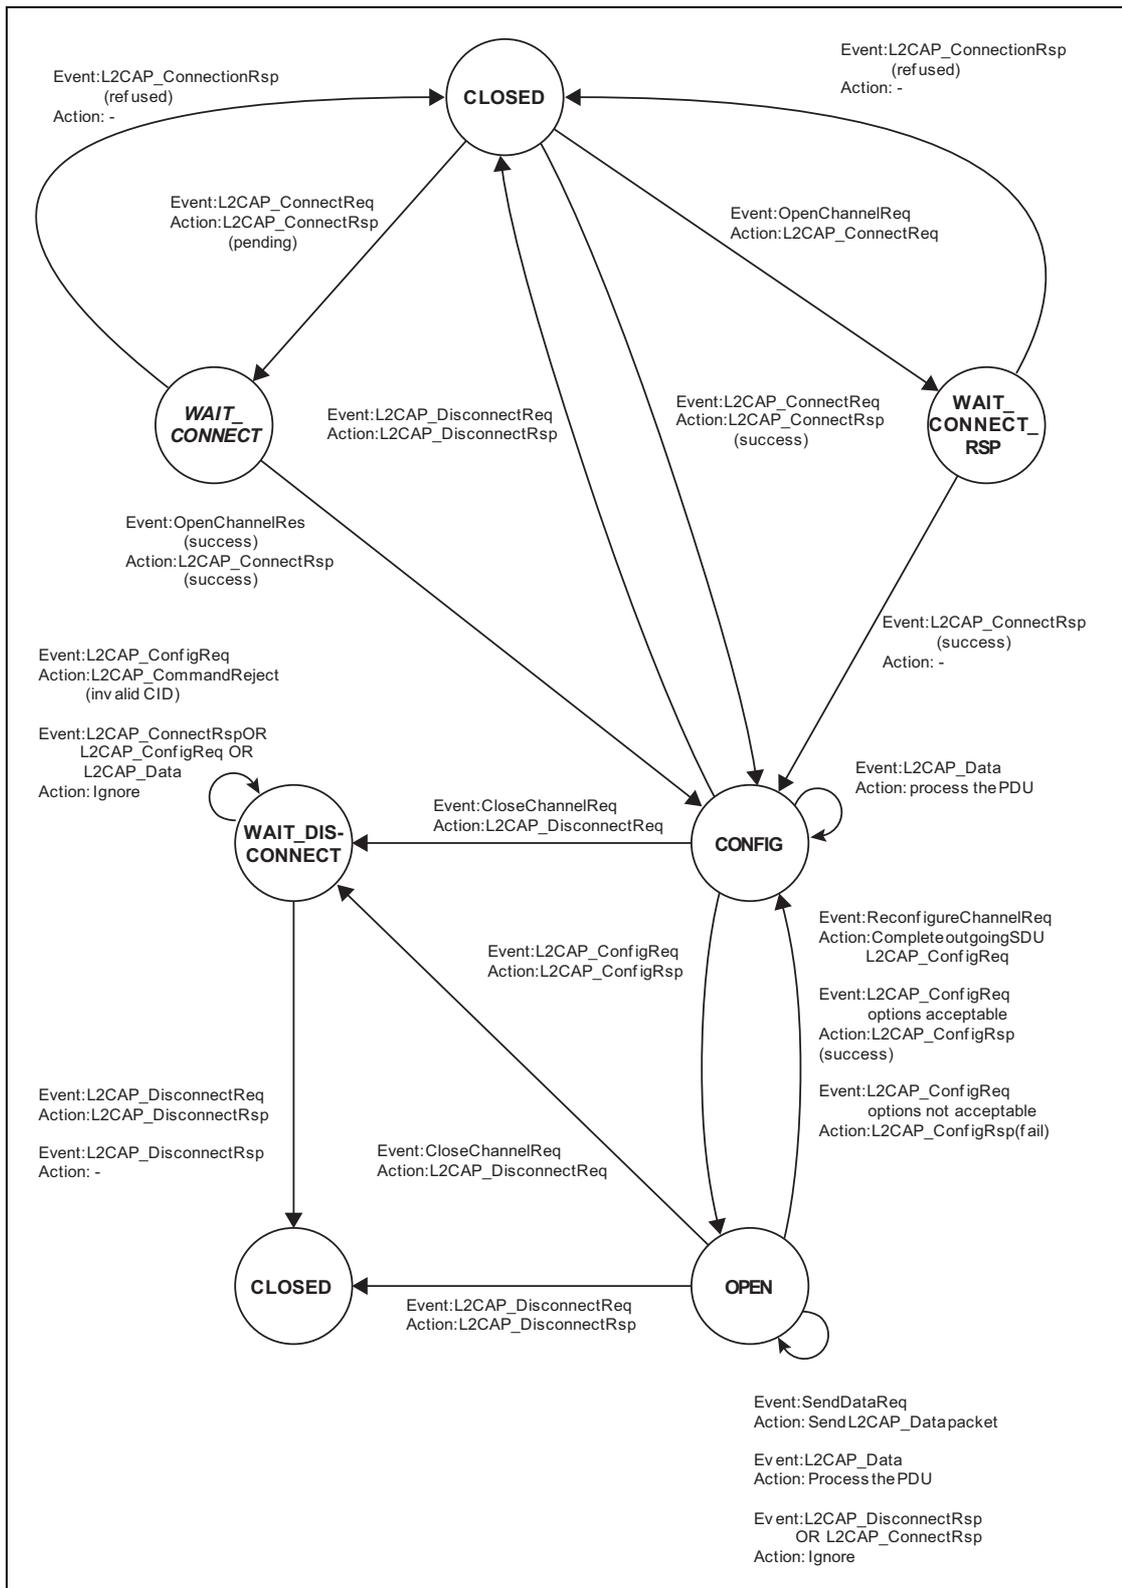 Event:L2CAP_ConnectionRsp
(refused)
Action: -
CLOSED
Event:L2CAP_ConnectionRsp
(refused)
Action: -
Event:L2CAP_ConnectReq
Action:L2CAP_ConnectRsp
(pending)
Event:OpenChannelReq
Action:L2CAP_ConnectReq
WAIT_
CONNECT
Event:L2CAP_DisconnectReq
Action:L2CAP_DisconnectRsp
Event:L2CAP_ConnectReq
Action:L2CAP_ConnectRsp
(success)
WAIT_
CONNECT_
RSP
Event:OpenChannelRes
(success)
Action:L2CAP_ConnectRsp
(success)
Event:L2CAP_ConnectRsp
(success)
Action: -
Event:L2CAP_ConfigReq
Action:L2CAP_CommandReject
(invalid CID)
Event:L2CAP_ConnectRspOR
L2CAP_ConfigReq OR
L2CAP_Data
Action: Ignore
Event:L2CAP_Data
Action: process the PDU
WAIT_DIS-
CONNECT
Event:CloseChannelReq
Action:L2CAP_DisconnectReq
CONFIG
Event:L2CAP_ConfigReq
Action:L2CAP_ConfigRsp
Event:ReconfigureChannelReq
Action:Complete outgoing SDU
L2CAP_ConfigReq
Event:L2CAP_ConfigReq
options acceptable
Action:L2CAP_ConfigRsp
(success)
Event:L2CAP_ConfigReq
options not acceptable
Action:L2CAP_ConfigRsp(fail)
Event:L2CAP_DisconnectReq
Action:L2CAP_DisconnectRsp
Event:L2CAP_DisconnectRsp
Action: -
Event:CloseChannelReq
Action:L2CAP_DisconnectReq
CLOSED
Event:L2CAP_DisconnectReq
Action:L2CAP_DisconnectRsp
OPEN
Event:SendDataReq
Action: Send L2CAP_Data packet
Event:L2CAP_Data
Action: Process the PDU
Event:L2CAP_DisconnectRsp
OR L2CAP_ConnectRsp
Action: Ignore